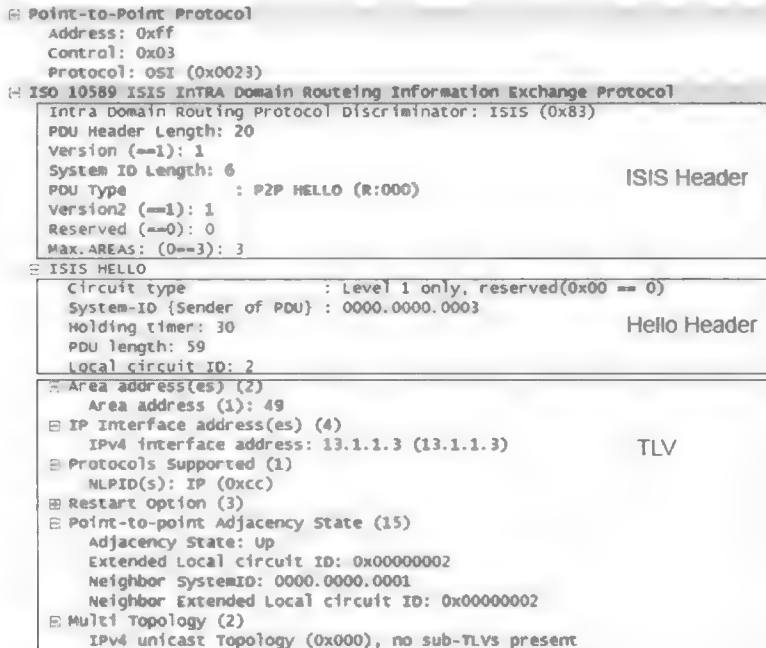 Point-to-Point Protocol
Address: 0xff
Control: 0x03
Protocol: OSI (0x0023)
ISO 10589 ISIS InTRA Domain Routeing Information Exchange Protocol
Intra Domain Routing Protocol Discriminator: ISIS (0x83)
PDU Header Length: 20
Version (==1): 1
System ID Length: 6
PDU Type : P2P HELLO (R:000)
Version2 (==1): 1
Reserved (==0): 0
Max.AREAs: (0==3): 3
ISIS Header
ISIS HELLO
Circuit type : Level 1 only, reserved(0x00 == 0)
System-ID {Sender of PDU} : 0000.0000.0003
Holding timer: 30
PDU length: 59
Local circuit ID: 2
Hello Header
Area address(es) (2)
Area address (1): 49
IP Interface address(es) (4)
IPv4 interface address: 13.1.1.3 (13.1.1.3)
Protocols Supported (1)
NLPID(s): IP (0xcc)
Restart Option (3)
Point-to-point Adjacency State (15)
Adjacency State: Up
Extended Local circuit ID: 0x00000002
Neighbor SystemID: 0000.0000.0001
Neighbor Extended Local circuit ID: 0x00000002
Multi Topology (2)
IPv4 unicast Topology (0x000), no sub-TLVs present
TLV